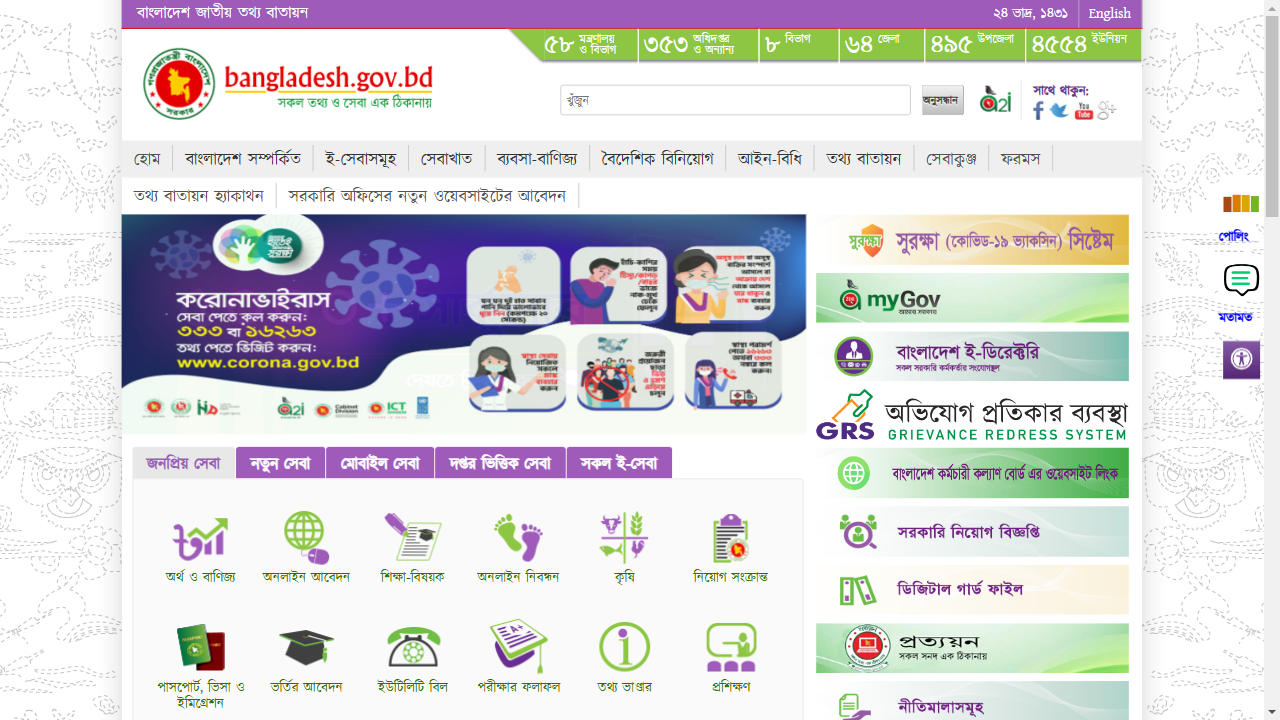 বাংলাদেশ জাতীয় তথ্য বাতায়ন
২৪ ভাদ্র, ১৪৩১
English
৫৮ মন্ত্রণালয় ও বিভাগ
৩৫৩ অধিদপ্তর ও অন্যান্য
৮ বিভাগ
৬৪ জেলা
৪৯৫ উপজেলা
৪৫৫৪ ইউনিয়ন
bangladesh.gov.bd
সকল তথ্য ও সেবা এক ঠিকানায়
খুঁজুন
অনুসন্ধান
a2i
সাথে থাকুন:
হোম
বাংলাদেশ সম্পর্কিত
ই-সেবাসমূহ
সেবাখাত
ব্যবসা-বাণিজ্য
বৈদেশিক বিনিয়োগ
আইন-বিধি
তথ্য বাতায়ন
সেবাকুঞ্জ
ফরমস
তথ্য বাতায়ন হ্যাকাথন
সরকারি অফিসের নতুন ওয়েবসাইটের আবেদন
করোনাভাইরাস
সেবা পেতে কল করুন:
৩৩৩ বা ১৬২৬৩
তথ্য পেতে ভিজিট করুন:
www.corona.gov.bd
সুরক্ষা
সুরক্ষা (কোভিড-১৯ ভ্যাকসিন) সিষ্টেম
myGov
বাংলাদেশ ই-ডিরেক্টরি
সকল সরকারি কর্মকর্তার সংযোগস্থল
GRS
অভিযোগ প্রতিকার ব্যবস্থা
GRIEVANCE REDRESS SYSTEM
বাংলাদেশ কর্মচারী কল্যাণ বোর্ড এর ওয়েবসাইট লিংক
সরকারি নিয়োগ বিজ্ঞপ্তি
ডিজিটাল গার্ড ফাইল
প্রত্যয়ন
সকল সনদ এক ঠিকানায়
নীতিমালাসমূহ
পোলিং
মতামত
জনপ্রিয় সেবা
নতুন সেবা
মোবাইল সেবা
দপ্তর ভিত্তিক সেবা
সকল ই-সেবা
অর্থ ও বাণিজ্য
অনলাইন আবেদন
শিক্ষা-বিষয়ক
অনলাইন নিবন্ধন
কৃষি
নিয়োগ সংক্রান্ত
পাসপোর্ট, ভিসা ও
ইমিগ্রেশন
ভর্তির আবেদন
ইউটিলিটি বিল
পরীক্ষার ফলাফল
তথ্য ভাণ্ডার
প্রশিক্ষণ